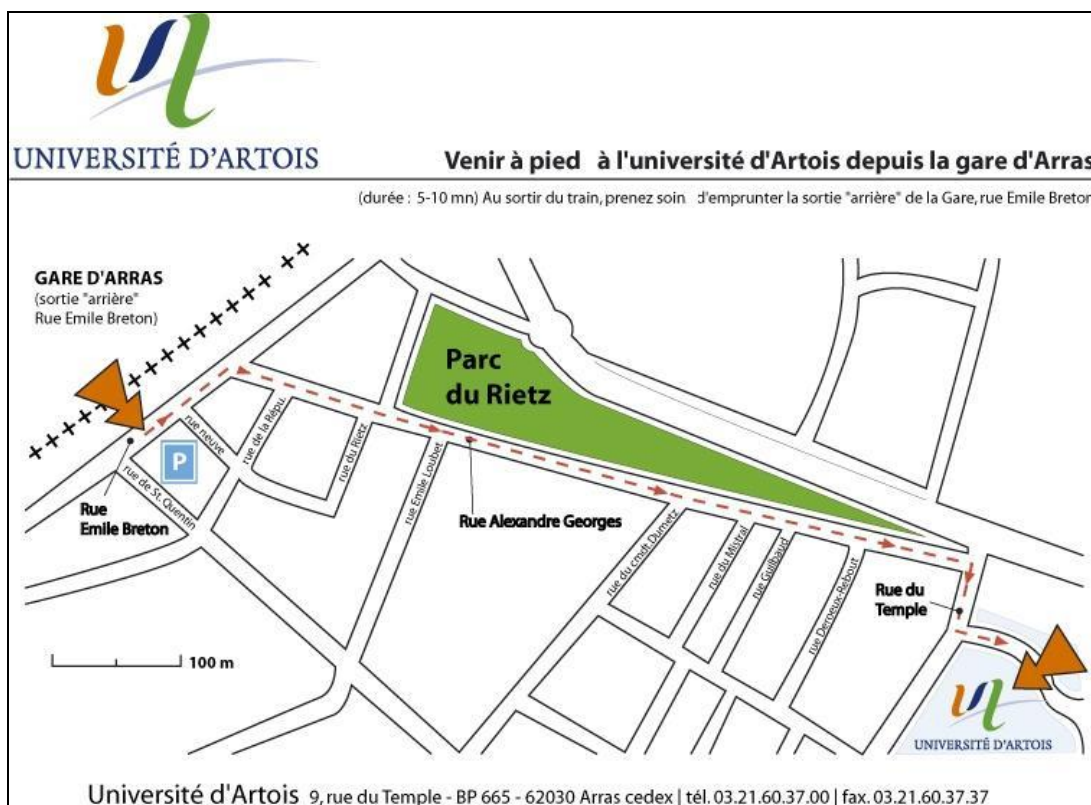 UNIVERSITÉ D'ARTOIS
Venir à pied à l'université d'Artois depuis la gare d'Arras
(durée : 5-10 mn) Au sortir du train, prenez soin d'emprunter la sortie "arrière" de la Gare, rue Emile Breton
GARE D'ARRAS
(sortie "arrière"
Rue Emile Breton)
Parc
du Rietz
rue neuve
rue de la Répu.
rue du Rietz
P
rue de St. Quentin
rue Emile Loubet
Rue
Emile Breton
Rue Alexandre Georges
rue du cmdt Dumetz
rue du Mistral
rue Guilbaud
rue Deroeux-Rebout
Rue du
Temple
100 m
UNIVERSITÉ D'ARTOIS
Université d'Artois 9, rue du Temple - BP 665 - 62030 Arras cedex | tél. 03.21.60.37.00 | fax. 03.21.60.37.37